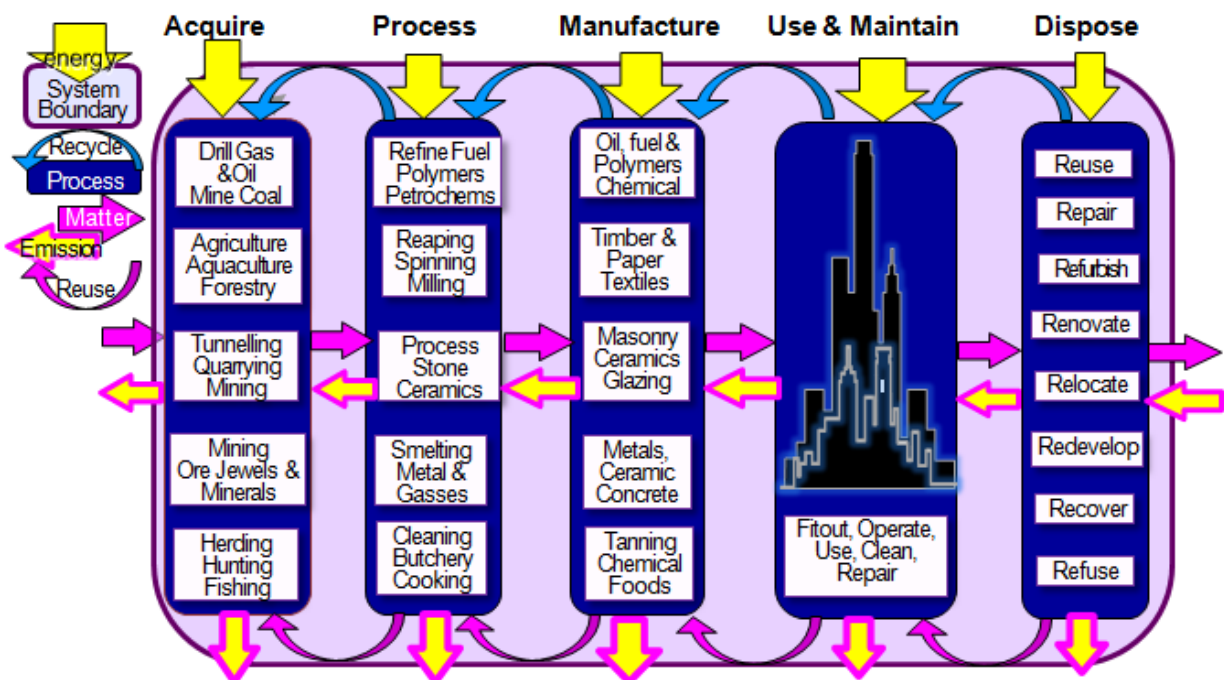 Acquire
Process
Manufacture
Use & Maintain
Dispose
energy
System
Boundary
Recycle
Process
Matter
Emission
Reuse
Drill Gas
&Oil
Mine Coal
Agriculture
Aquaculture
Forestry
Tunnelling
Quarrying
Mining
Mining
Ore Jewels &
Minerals
Herding
Hunting
Fishing
Refine Fuel
Polymers
Petrochems
Reaping
Spinning
Milling
Process
Stone
Ceramics
Smelting
Metal &
Gasses
Cleaning
Butchery
Cooking
Oil, fuel &
Polymers
Chemical
Timber &
Paper
Textiles
Masonry
Ceramics
Glazing
Metals,
Ceramic
Concrete
Tanning
Chemical
Foods
Fitout, Operate,
Use, Clean,
Repair
Reuse
Repair
Refurbish
Renovate
Relocate
Redevelop
Recover
Refuse